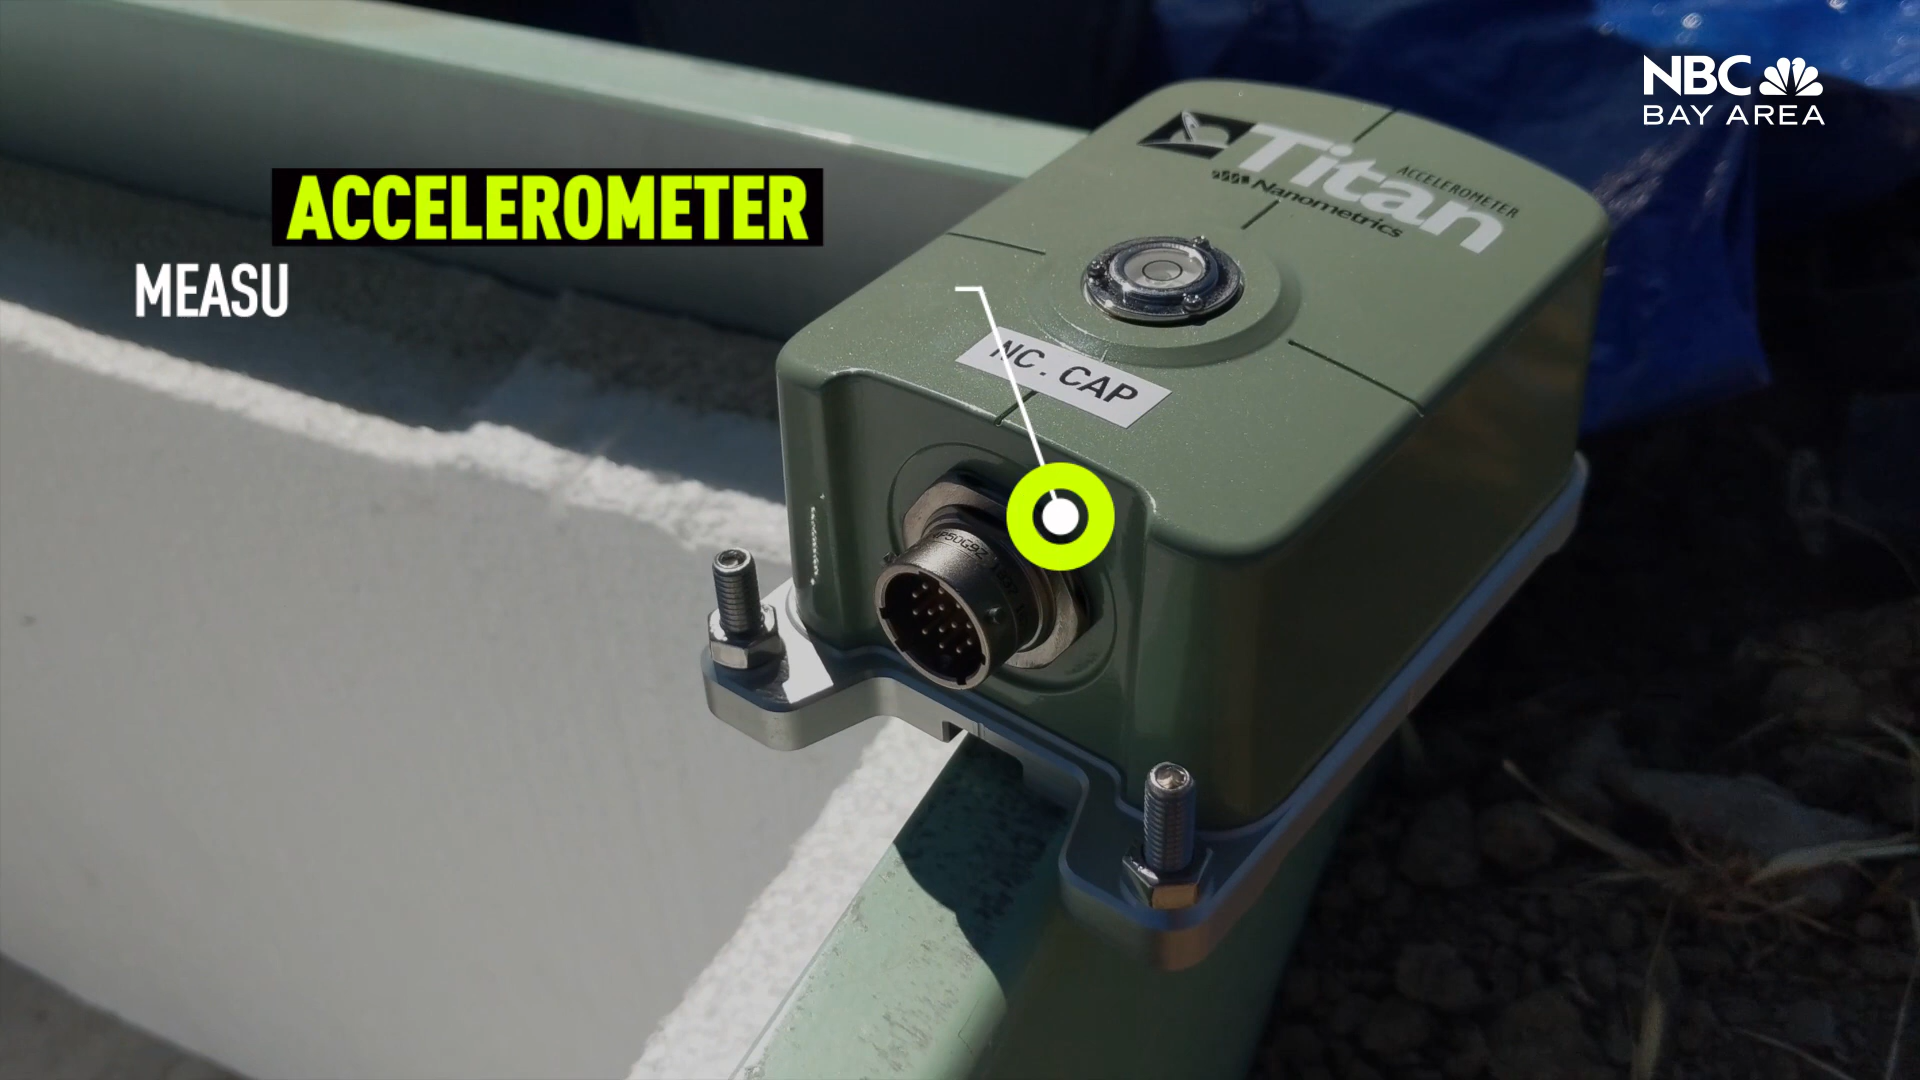 NBC
BAY AREA
ACCELEROMETER
MEASU
Titan
ACCELEROMETER
Nanometrics
NC. CAP